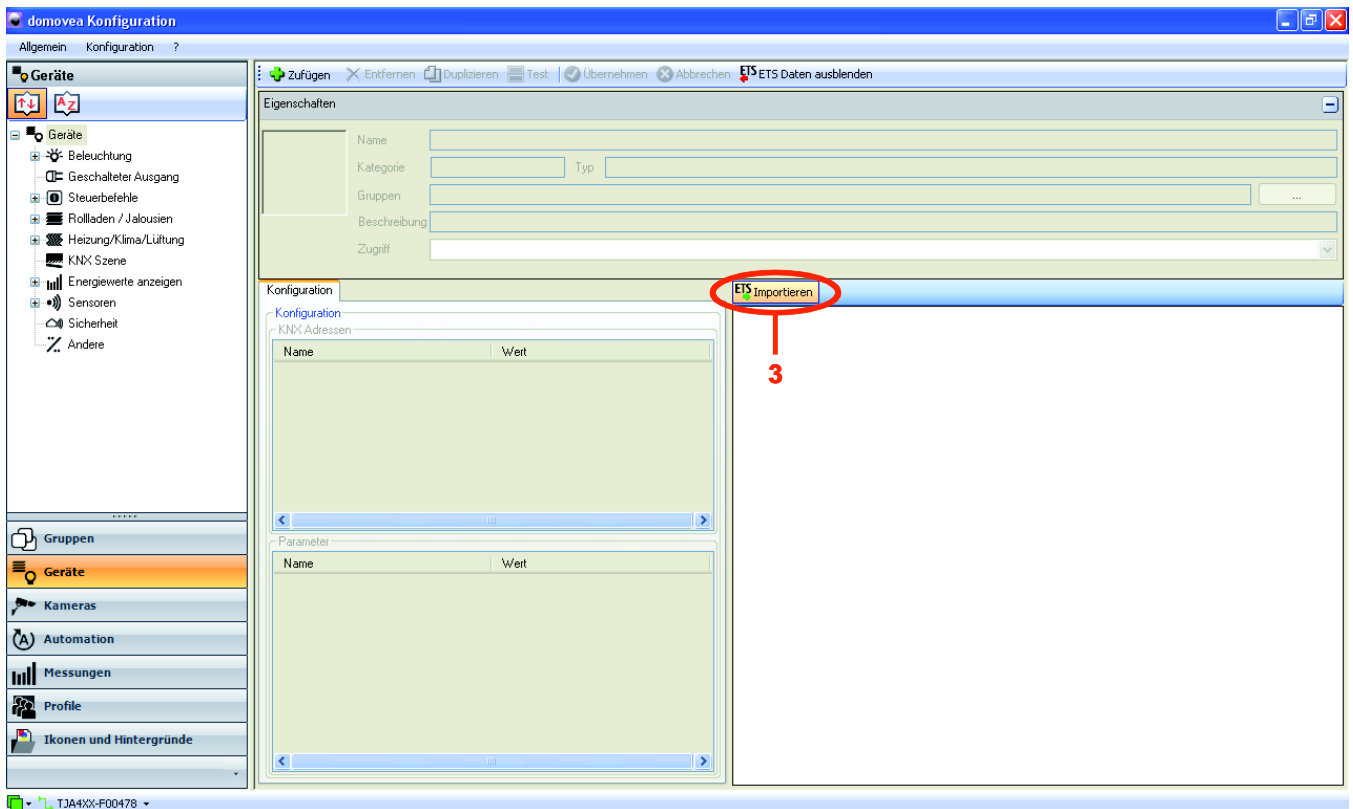 domovea Konfiguration
Allgemein Konfiguration ?
Geräte
Zufügen Entfernen Duplizieren Test Übernehmen Abbrechen ETS ETS Daten ausblenden
A Z
Eigenschaften
Geräte
Beleuchtung
Geschalteter Ausgang
Steuerbefehle
Rollladen / Jalousien
Heizung/Klima/Lüftung
KNX Szene
Energiewerte anzeigen
Sensoren
Sicherheit
Andere
Name
Kategorie Typ
Gruppen ...
Beschreibung
Zugriff
Konfiguration
ETS Importieren
3
Konfiguration
KNX Adressen
Name Wert
Parameter
Name Wert
Gruppen
Geräte
Kameras
Automation
Messungen
Profile
Ikonen und Hintergründe
TJA4XX-F00478